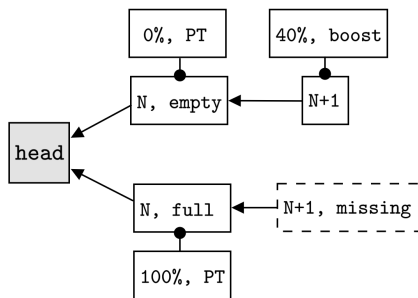 0%, PT
40%, boost
N, empty
N+1
head
N, full
N+1, missing
100%, PT